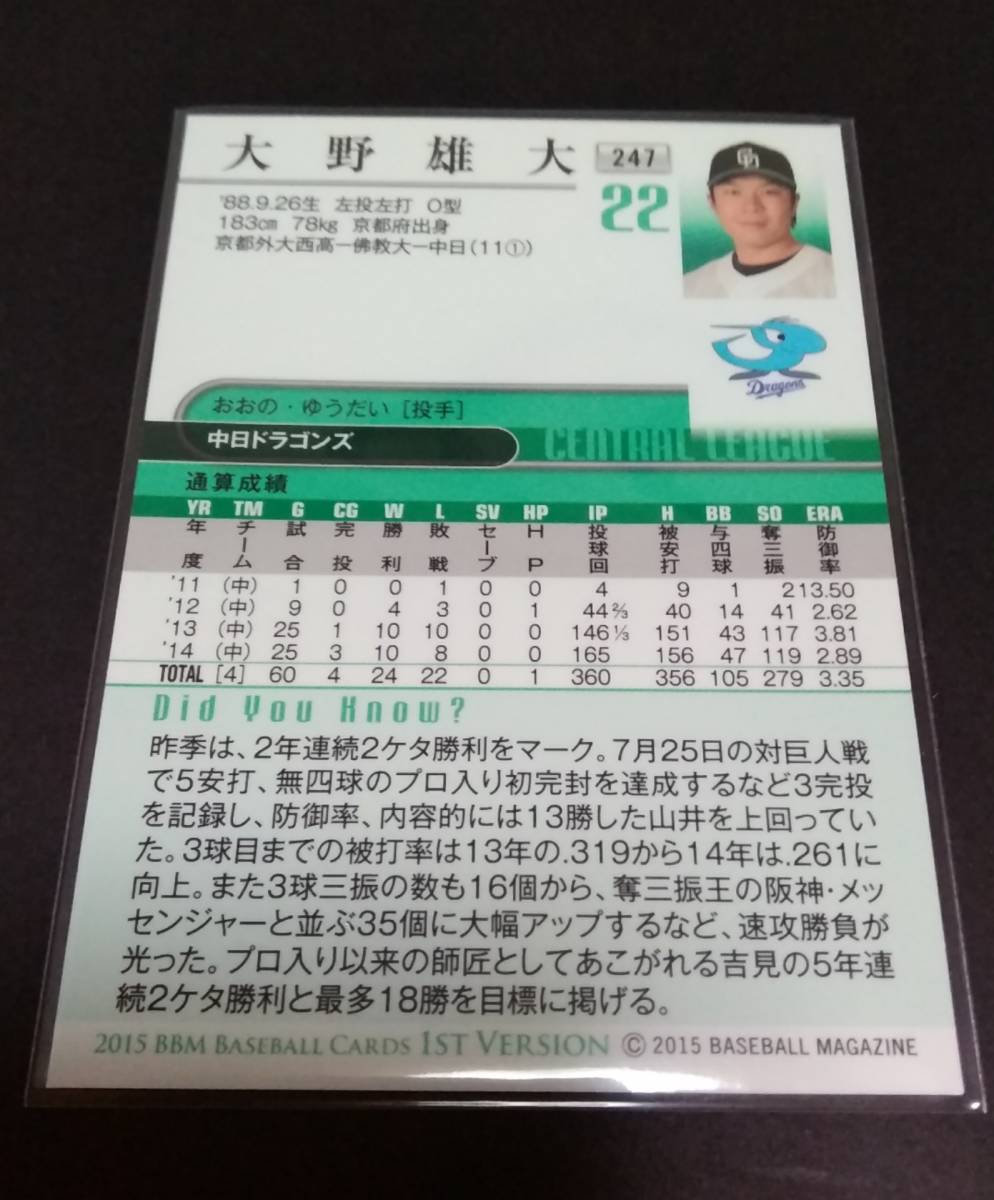 大野雄大
247
22
'88.9.26生 左投左打 O型
183cm 78kg 京都府出身
京都外大西高ー佛教大ー中日(11①)
Dragons
おおの・ゆうだい [投手]
中日ドラゴンズ
CENTRAL LEAGUE
通算成績
YR TM G CG W L SV HP IP H BB SO ERA
年度 チーム 試合 完投 勝利 敗戦 セーブ HP 投球回 被安打 与四球 奪三振 防御率
'11 (中) 1 0 0 1 0 0 4 9 1 2 13.50
'12 (中) 9 0 4 3 0 1 44⅔ 40 14 41 2.62
'13 (中) 25 1 10 10 0 0 146⅓ 151 43 117 3.81
'14 (中) 25 3 10 8 0 0 165 156 47 119 2.89
TOTAL [4] 60 4 24 22 0 1 360 356 105 279 3.35
Did You Know?
昨季は、2年連続2ケタ勝利をマーク。7月25日の対巨人戦
で5安打、無四球のプロ入り初完封を達成するなど3完投
を記録し、防御率、内容的には13勝した山井を上回ってい
た。3球目までの被打率は13年の.319から14年は.261に
向上。また3球三振の数も16個から、奪三振王の阪神・メッ
センジャーと並ぶ35個に大幅アップするなど、速攻勝負が
光った。プロ入り以来の師匠としてあこがれる吉見の5年連
続2ケタ勝利と最多18勝を目標に掲げる。
2015 BBM BASEBALL CARDS 1ST VERSION © 2015 BASEBALL MAGAZINE